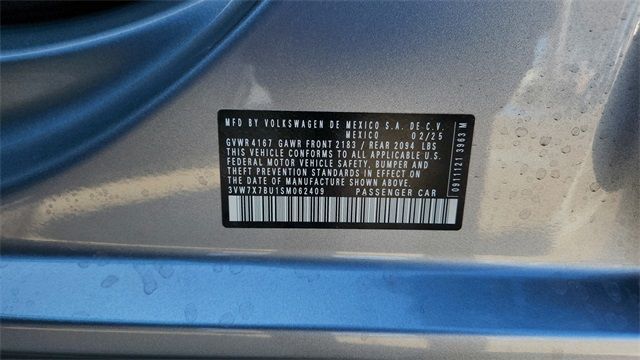 MFD BY VOLKSWAGEN DE MEXICO S.A. DE C.V.
MEXICO 02/25
GVWR 4167 GAWR FRONT 2183 / REAR 2094 LBS
THIS VEHICLE CONFORMS TO ALL APPLICABLE U.S.
FEDERAL MOTOR VEHICLE SAFETY, BUMPER AND
THEFT PREVENTION STANDARDS IN EFFECT ON THE
DATE OF MANUFACTURE SHOWN ABOVE.
3VW7X7BU1SM062409 PASSENGER CAR
0911121 3963 M